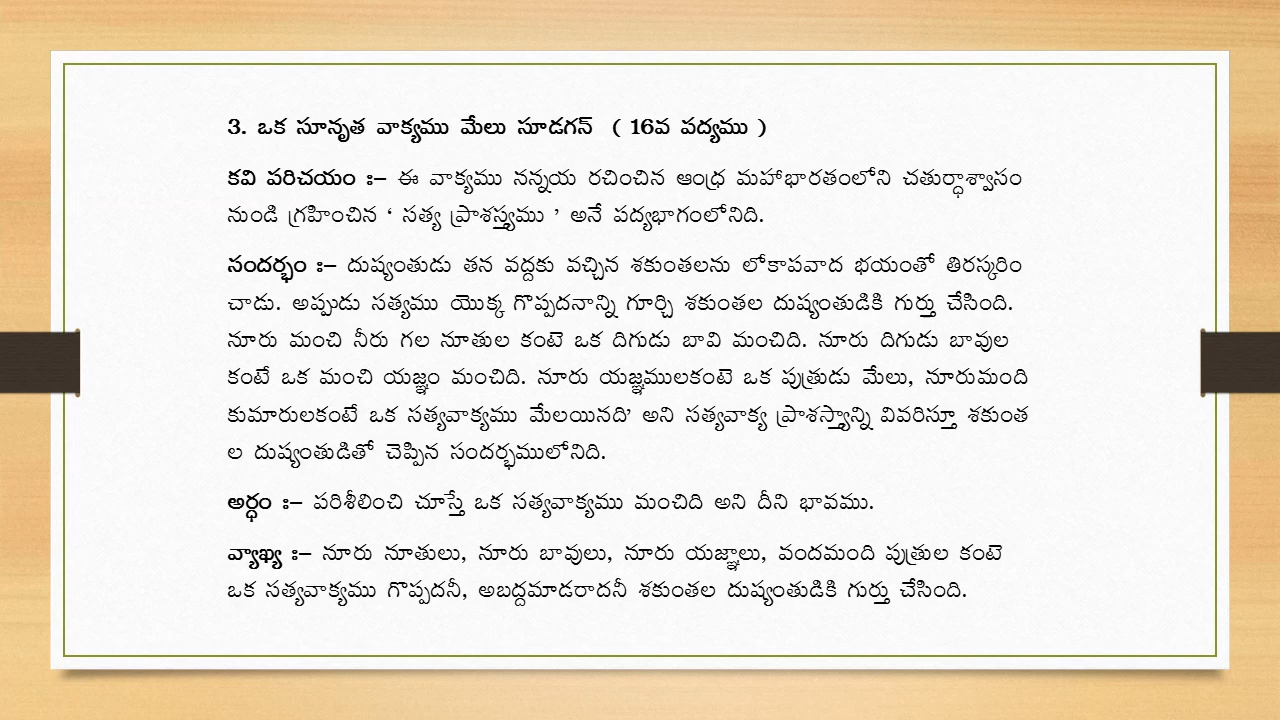 3. ఒక సూనృత వాక్యము మేలు సూడగన్ ( 16వ పద్యము )
కవి పరిచయం :– ఈ వాక్యము నన్నయ రచించిన ఆంధ్ర మహాభారతంలోని చతుర్ధాశ్వాసం
నుండి గ్రహించిన ‘ సత్య ప్రాశస్త్యము ’ అనే పద్యభాగంలోనిది.
సందర్భం :– దుష్యంతుడు తన వద్దకు వచ్చిన శకుంతలను లోకాపవాద భయంతో తిరస్కరిం
చాడు. అప్పుడు సత్యము యొక్క గొప్పదనాన్ని గూర్చి శకుంతల దుష్యంతుడికి గుర్తు చేసింది.
నూరు మంచి నీరు గల నూతుల కంటె ఒక దిగుడు బావి మంచిది. నూరు దిగుడు బావుల
కంటే ఒక మంచి యజ్ఞం మంచిది. నూరు యజ్ఞములకంటె ఒక పుత్రుడు మేలు, నూరుమంది
కుమారులకంటే ఒక సత్యవాక్యము మేలయినది’ అని సత్యవాక్య ప్రాశస్త్యాన్ని వివరిస్తూ శకుంత
ల దుష్యంతుడితో చెప్పిన సందర్భములోనిది.
అర్ధం :– పరిశీలించి చూస్తే ఒక సత్యవాక్యము మంచిది అని దీని భావము.
వ్యాఖ్య :– నూరు నూతులు, నూరు బావులు, నూరు యజ్ఞాలు, వందమంది పుత్రుల కంటె
ఒక సత్యవాక్యము గొప్పదనీ, అబద్దమాడరాదనీ శకుంతల దుష్యంతుడికి గుర్తు చేసింది.